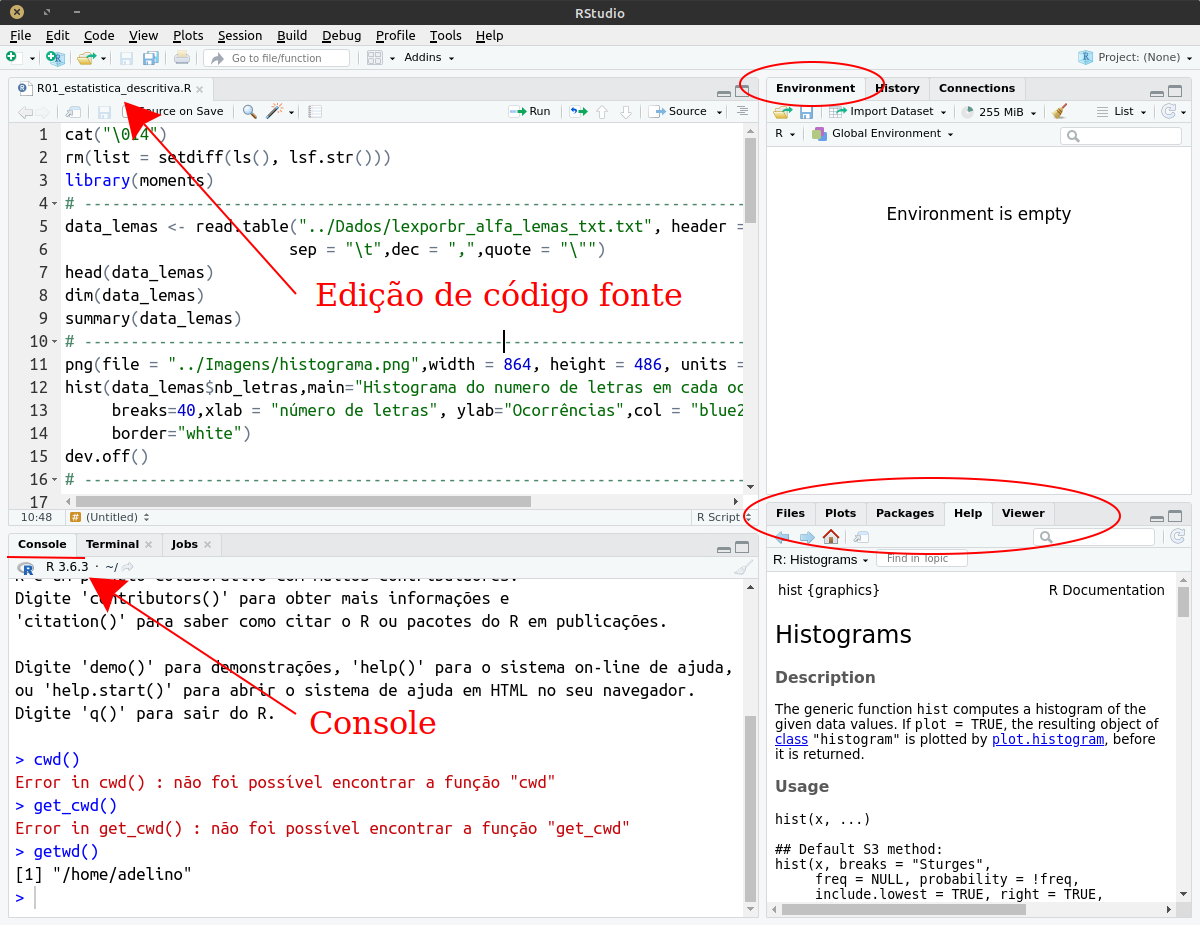 RStudio
File Edit Code View Plots Session Build Debug Profile Tools Help
Go to file/function Addins Project: (None)
R01_estatistica_descritiva.R
Source on Save Run Source
1 cat("\014")
2 rm(list = setdiff(ls(), lsf.str()))
3 library(moments)
4 # -----------------------------------------------------------------------
5 data_lemas <- read.table("../Dados/lexporbr_alfa_lemas_txt.txt", header =
6 sep = "\t",dec = ",",quote = "\"")
7 head(data_lemas)
8 dim(data_lemas)
9 summary(data_lemas)
10 # -----------------------------------------------------------------------
11 png(file = "../Imagens/histograma.png",width = 864, height = 486, units =
12 hist(data_lemas$nb_letras,main="Histograma do numero de letras em cada oc
13 breaks=40,xlab = "número de letras", ylab="Ocorrências",col = "blue2
14 border="white")
15 dev.off()
16 # -----------------------------------------------------------------------
17
Edição de código fonte
10:48 # (Untitled) R Script
Console Terminal Jobs
R 3.6.3 · ~/
R é um projeto colaborativo com muitos contribuidores.
Digite 'contributors()' para obter mais informações e
'citation()' para saber como citar o R ou pacotes do R em publicações.
Digite 'demo()' para demonstrações, 'help()' para o sistema on-line de ajuda,
ou 'help.start()' para abrir o sistema de ajuda em HTML no seu navegador.
Digite 'q()' para sair do R.
Console
> cwd()
Error in cwd() : não foi possível encontrar a função "cwd"
> get_cwd()
Error in get_cwd() : não foi possível encontrar a função "get_cwd"
> getwd()
[1] "/home/adelino"
>
Environment History Connections
Import Dataset 255 MiB List
R Global Environment
Environment is empty
Files Plots Packages Help Viewer
R: Histograms Find in Topic
hist {graphics} R Documentation
Histograms
Description
The generic function hist computes a histogram of the
given data values. If plot = TRUE, the resulting object of
class "histogram" is plotted by plot.histogram, before
it is returned.
Usage
hist(x, ...)
## Default S3 method:
hist(x, breaks = "Sturges",
freq = NULL, probability = !freq,
include.lowest = TRUE, right = TRUE,